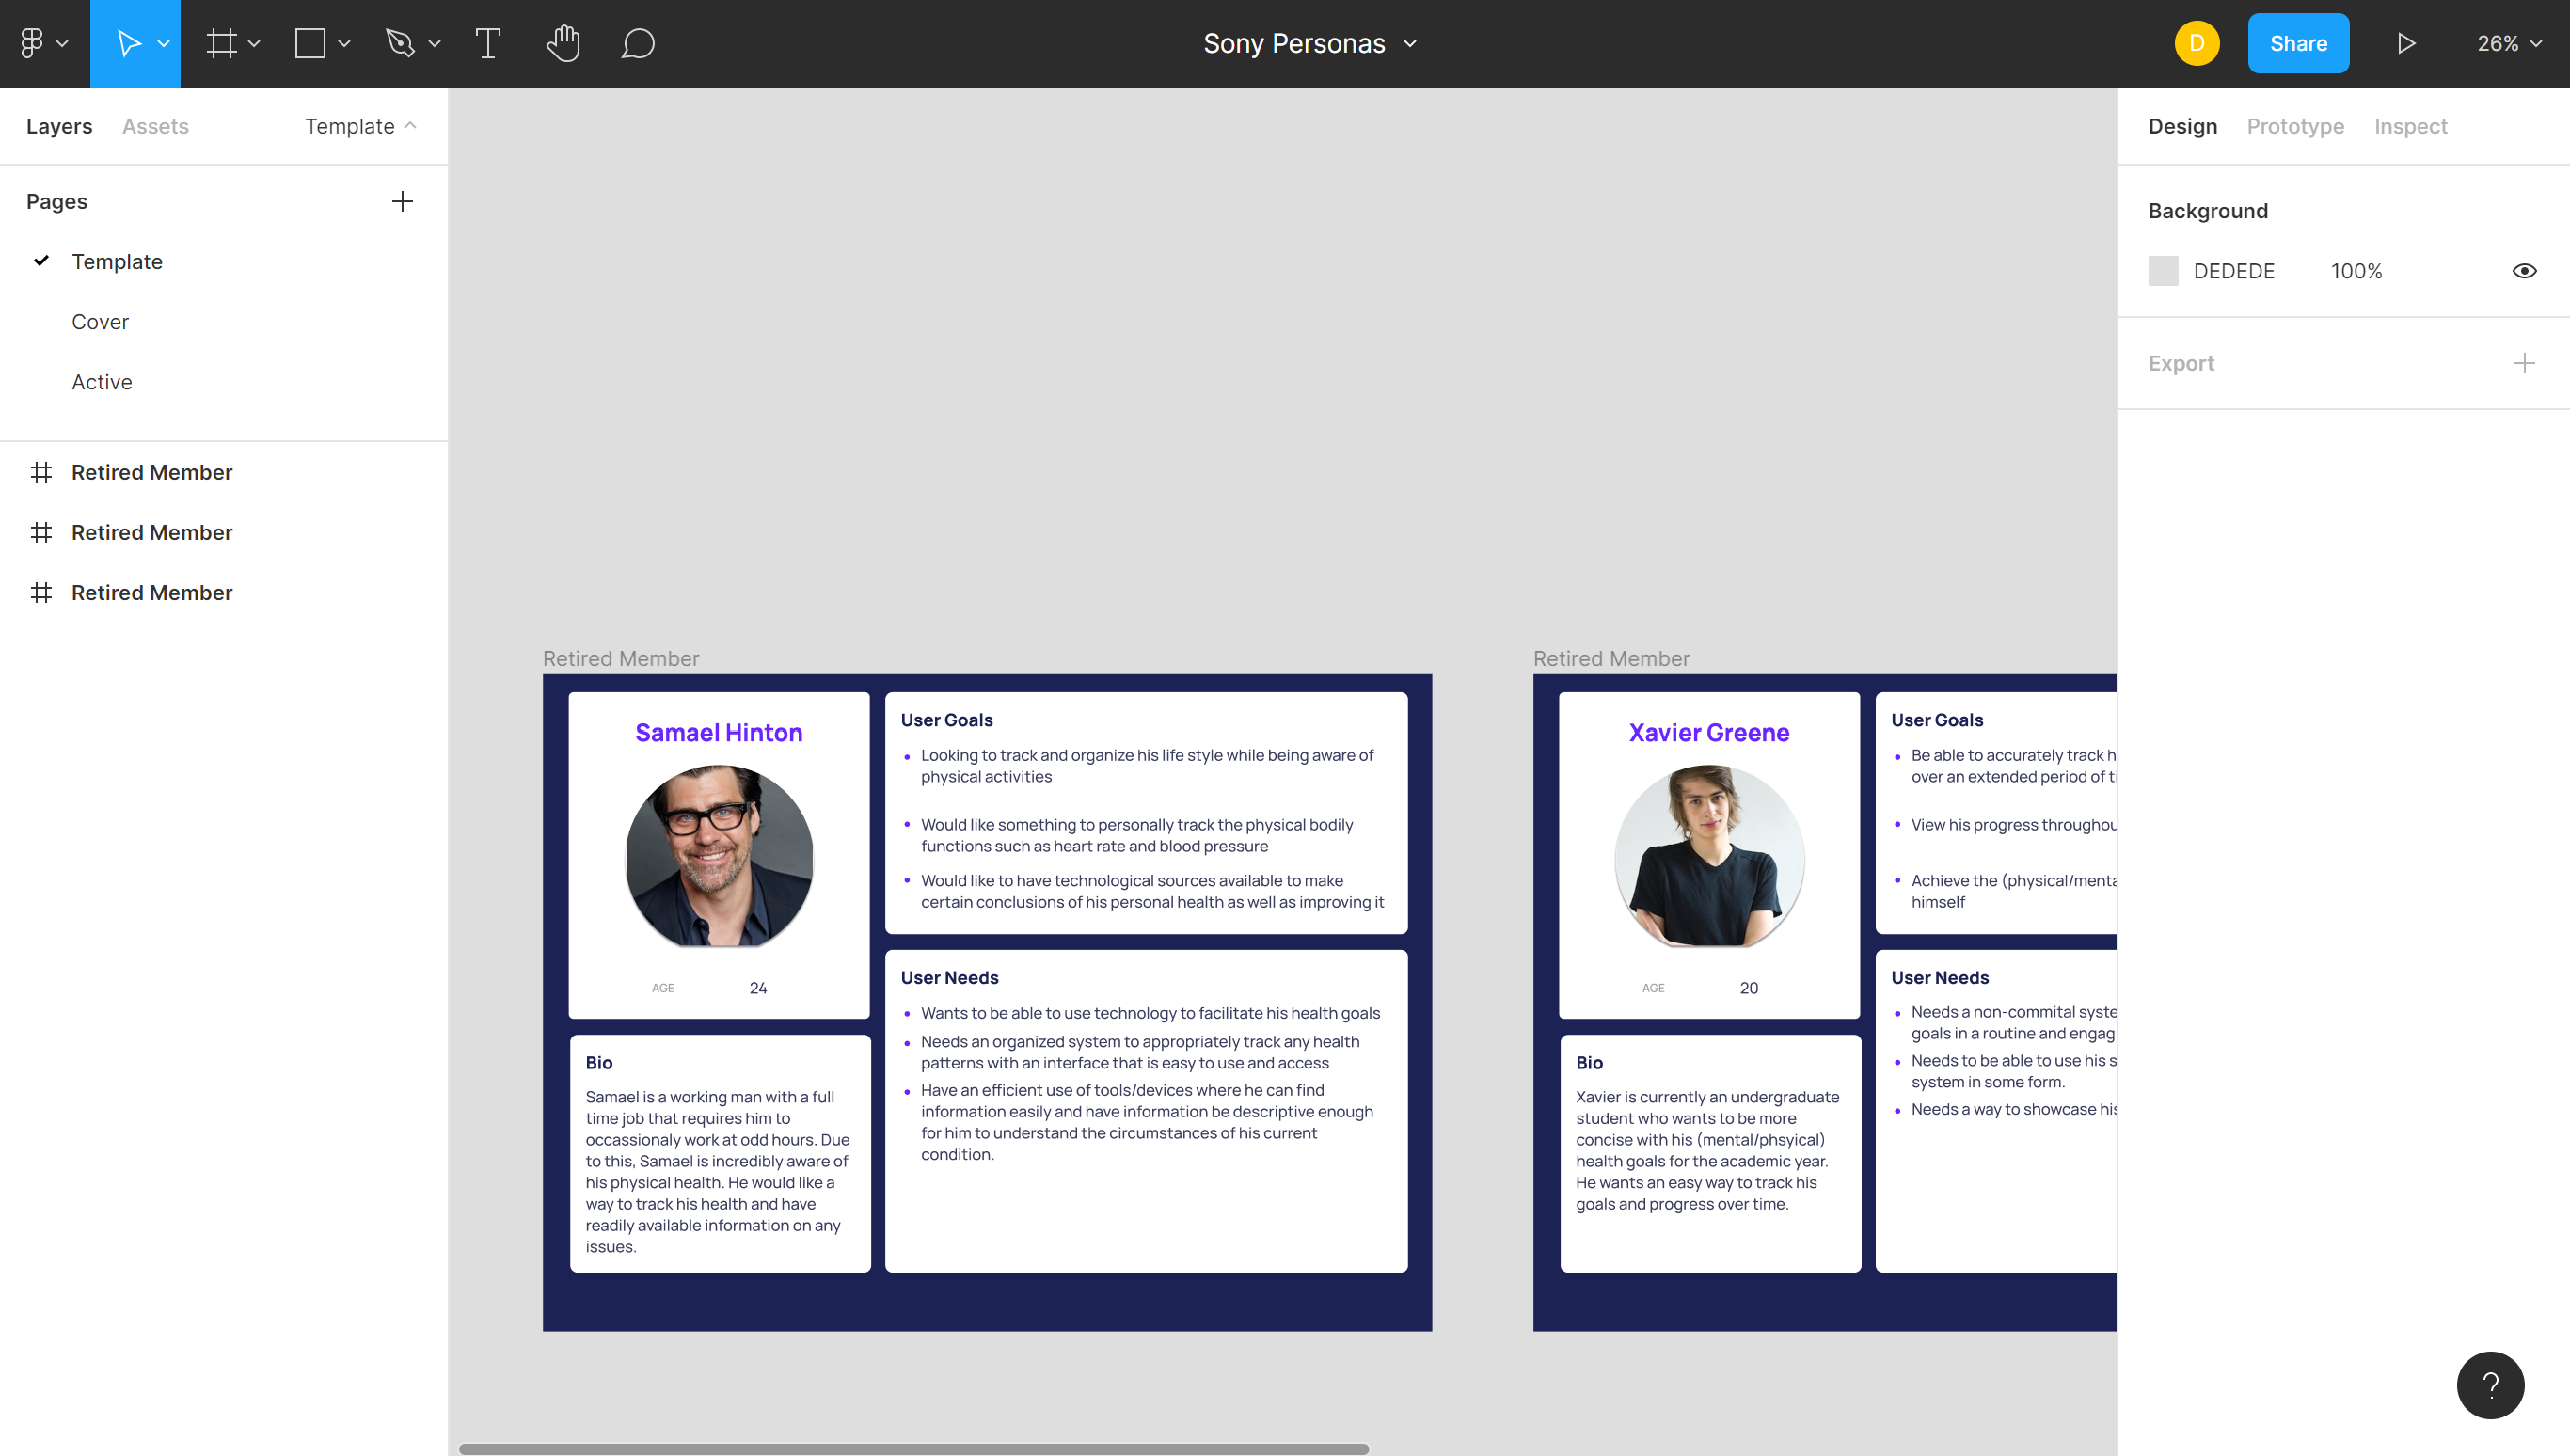 Sony Personas
D
Share
26%
Layers
Assets
Template
Pages
Template
Cover
Active
Retired Member
Retired Member
Retired Member
Retired Member
Samael Hinton
AGE
24
Bio
Samael is a working man with a full
time job that requires him to
occassionaly work at odd hours. Due
to this, Samael is incredibly aware of
his physical health. He would like a
way to track his health and have
readily available information on any
issues.
User Goals
Looking to track and organize his life style while being aware of
physical activities
Would like something to personally track the physical bodily
functions such as heart rate and blood pressure
Would like to have technological sources available to make
certain conclusions of his personal health as well as improving it
User Needs
Wants to be able to use technology to facilitate his health goals
Needs an organized system to appropriately track any health
patterns with an interface that is easy to use and access
Have an efficient use of tools/devices where he can find
information easily and have information be descriptive enough
for him to understand the circumstances of his current
condition.
Retired Member
Xavier Greene
AGE
20
Bio
Xavier is currently an undergraduate
student who wants to be more
concise with his (mental/phsyical)
health goals for the academic year.
He wants an easy way to track his
goals and progress over time.
User Goals
Be able to accurately track
over an extended period of
View his progress
Achieve the
himself
User Needs
Needs a non-commital
goals in a routine and
Needs to be able to use his
system in some form.
Needs a way to showcase
Design
Prototype
Inspect
Background
DEDEDE
100%
Export
?